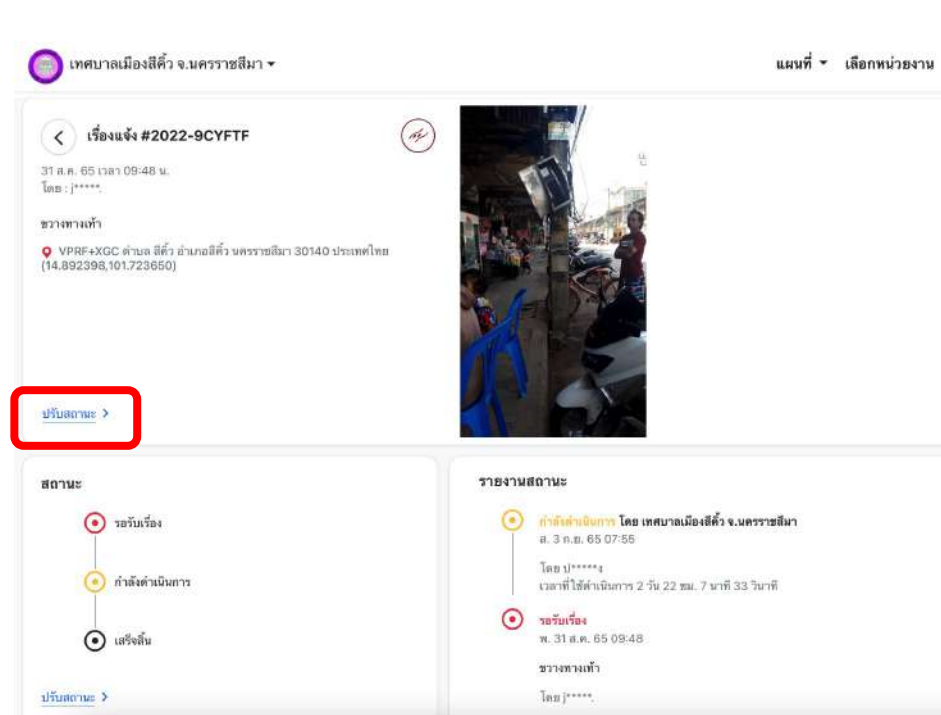 เทศบาลเมืองสีคิ้ว จ.นครราชสีมา
แผนที่ เลือกหน่วยงาน
เรื่องแจ้ง #2022-9CYFTF
31 ส.ค. 65 เวลา 09:48 น.
โดย : j*****.
ขวางทางเท้า
VPRF+XGC ตำบล สีคิ้ว อำเภอสีคิ้ว นครราชสีมา 30140 ประเทศไทย
(14.892398,101.723650)
ปรับสถานะ >
สถานะ
รอรับเรื่อง
กำลังดำเนินการ
เสร็จสิ้น
ปรับสถานะ >
รายงานสถานะ
กำลังดำเนินการ โดย เทศบาลเมืองสีคิ้ว จ.นครราชสีมา
ส. 3 ก.ย. 65 07:55
โดย ป*****ง
เวลาที่ใช้ดำเนินการ 2 วัน 22 ชม. 7 นาที 33 วินาที
รอรับเรื่อง
พ. 31 ส.ค. 65 09:48
ขวางทางเท้า
โดย j*****.